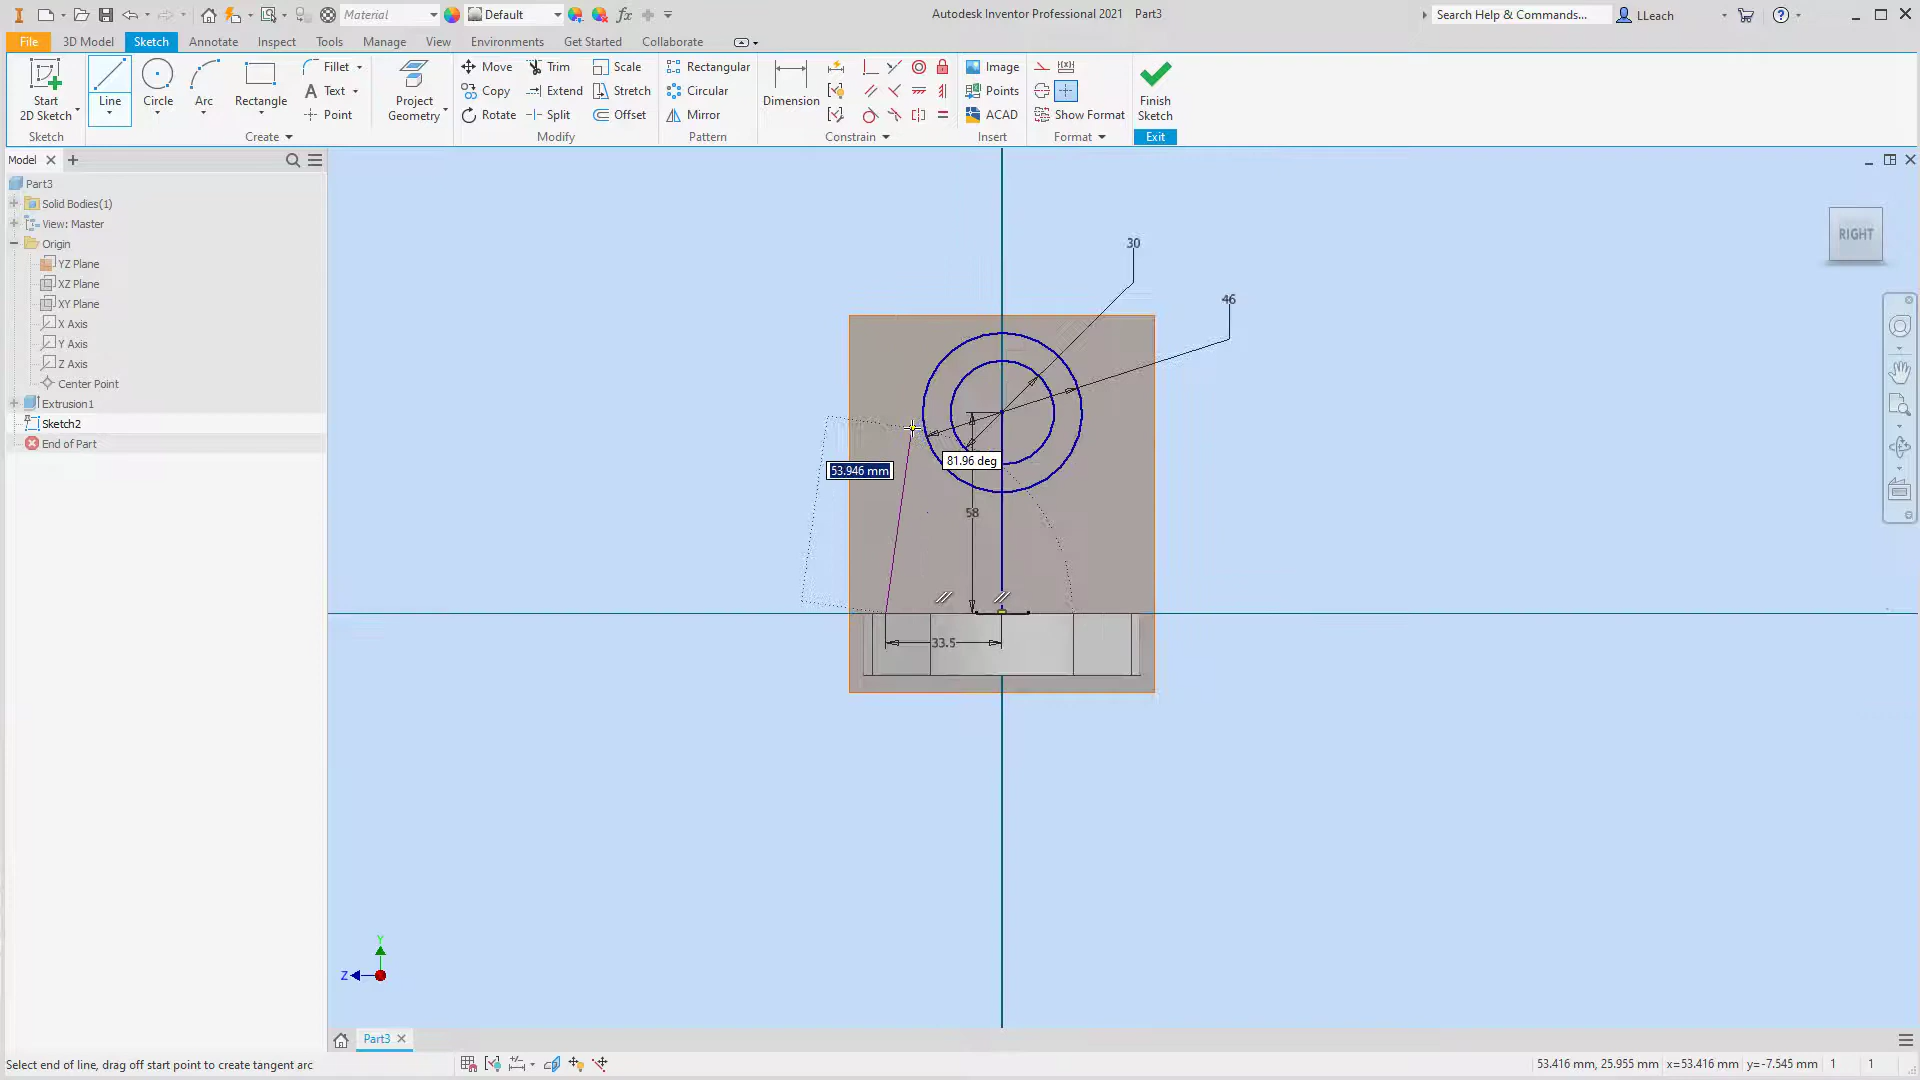 Material
Default
Autodesk Inventor Professional 2021 Part3
Search Help & Commands...
LLeach
File 3D Model Sketch Annotate Inspect Tools Manage View Environments Get Started Collaborate
Start
2D Sketch
Line
Circle
Arc
Rectangle
Fillet
Text
Point
Project
Geometry
Move
Copy
Rotate
Trim
Extend
Split
Scale
Stretch
Offset
Rectangular
Circular
Mirror
Dimension
Image
Points
ACAD
Show Format
Finish
Sketch
Sketch Create Modify Pattern Constrain Insert Format Exit
Model
Part3
Solid Bodies(1)
View: Master
Origin
YZ Plane
XZ Plane
XY Plane
X Axis
Y Axis
Z Axis
Center Point
Extrusion1
Sketch2
End of Part
RIGHT
30
46
81.96 deg
53.946 mm
58
33.5
Y
Z
Part3
Select end of line, drag off start point to create tangent arc
53.416 mm, 25.955 mm x=53.416 mm y=-7.545 mm 1 1